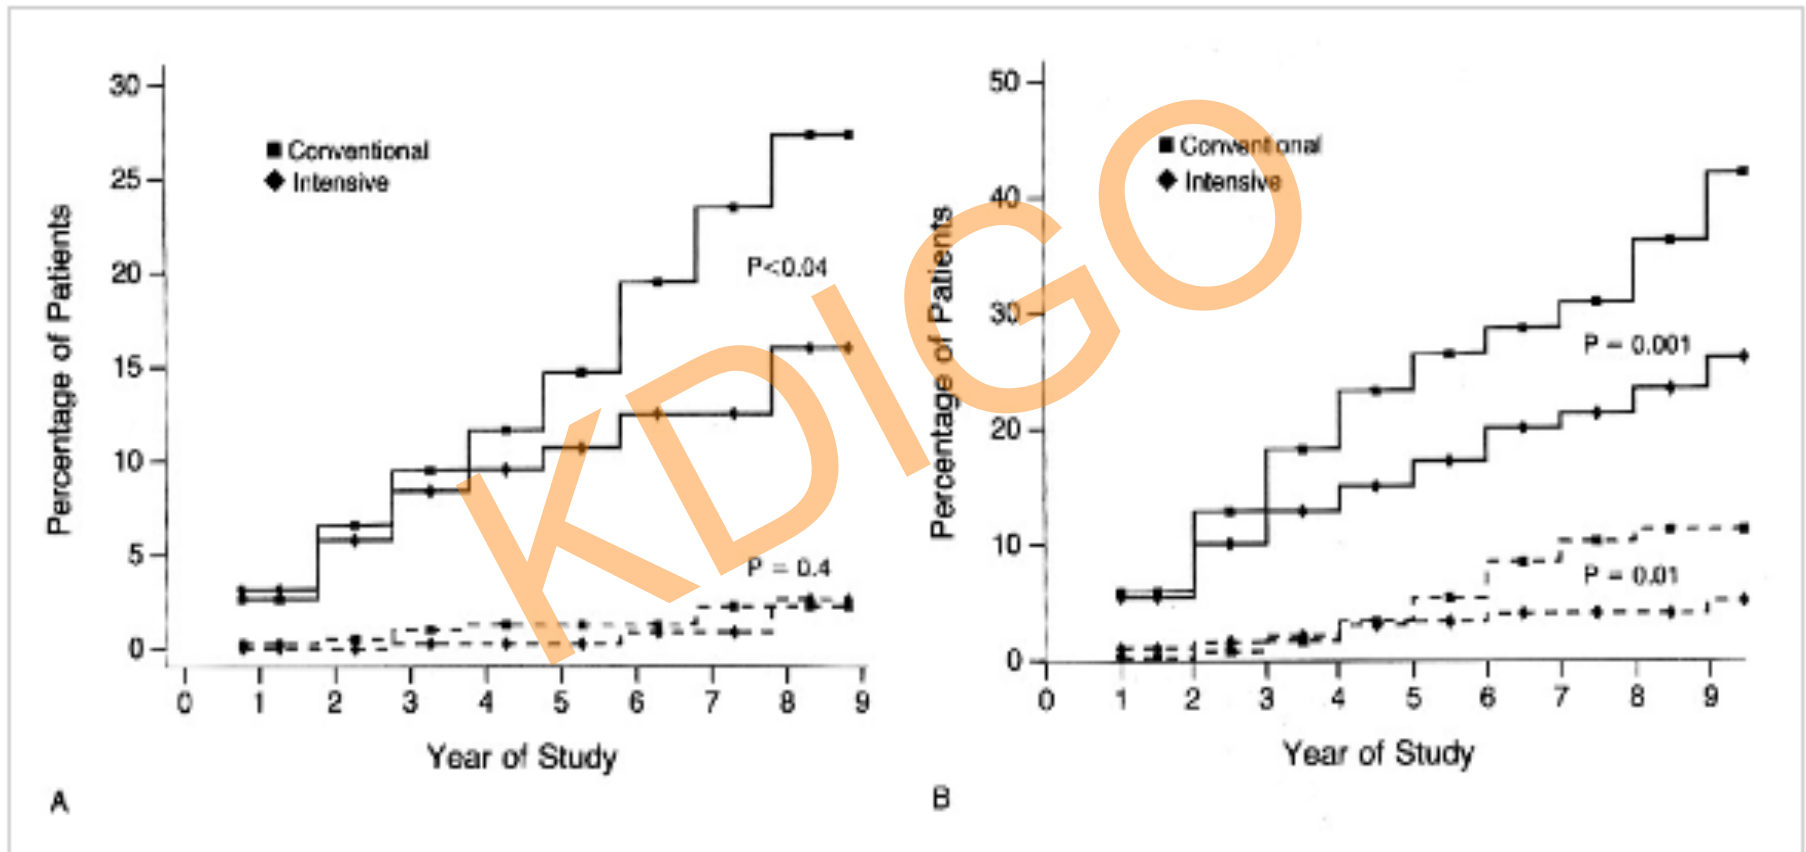 30
25
20
15
10
5
0
Percentage of Patients
Conventional
Intensive
P<0.04
P = 0.4
0 1 2 3 4 5 6 7 8 9
Year of Study
A
50
40
30
20
10
0
Percentage of Patients
Conventional
Intensive
P = 0.001
P = 0.01
0 1 2 3 4 5 6 7 8 9
Year of Study
B
KDIGO